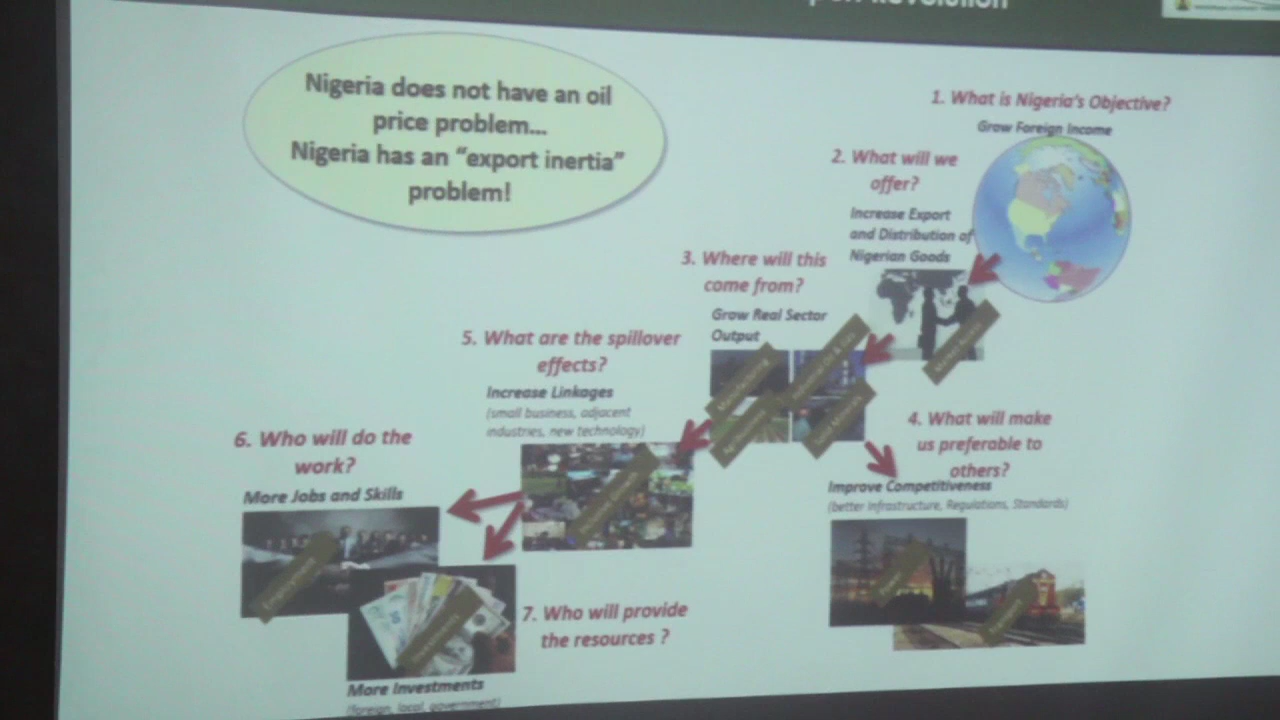 Revolution
Nigeria does not have an oil
price problem...
Nigeria has an “export inertia”
problem!
1. What is Nigeria's Objective?
Grow Foreign Income
2. What will we
offer?
Increase Export
and Distribution of
Nigerian Goods
3. Where will this
come from?
Grow Real Sector
Output
4. What will make
us preferable to
others?
Improve Competitiveness
(better Infrastructure, Regulations, Standards)
5. What are the spillover
effects?
Increase Linkages
(small business, adjacent
industries, new technology)
6. Who will do the
work?
More Jobs and Skills
7. Who will provide
the resources ?
More Investments
(foreign, local, government)